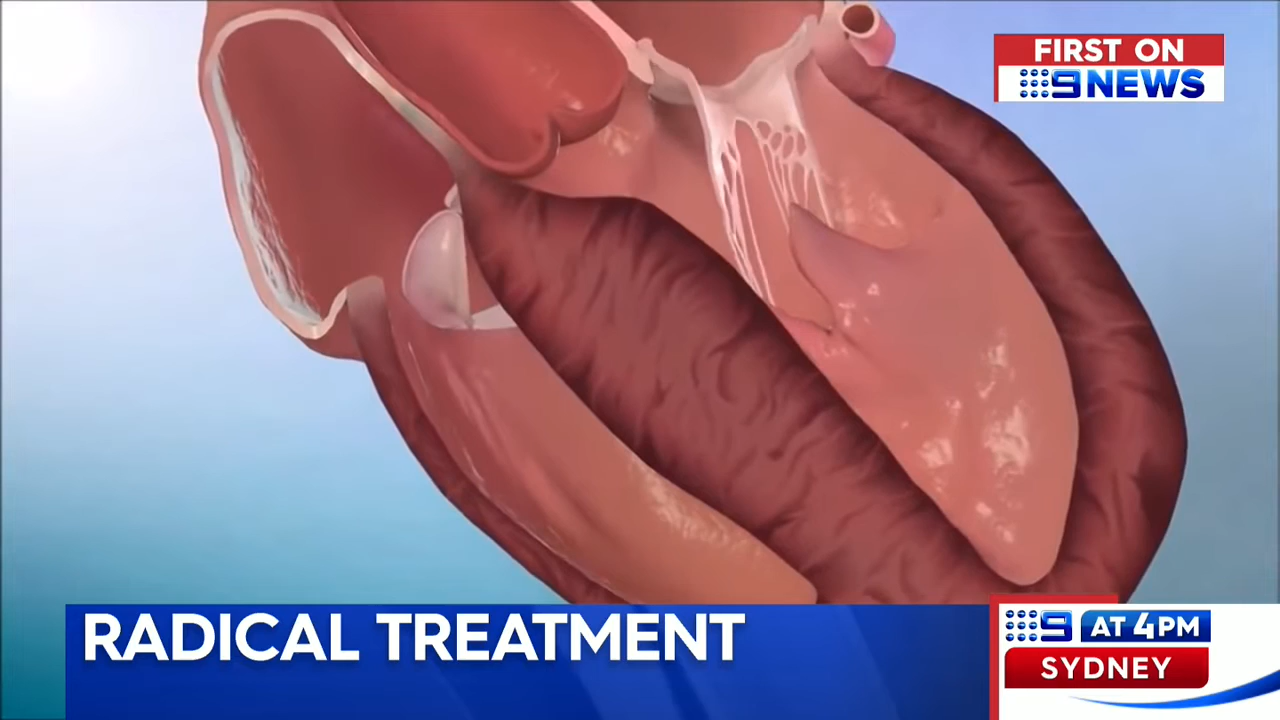 FIRST ON
9NEWS
RADICAL TREATMENT
9 AT 4PM
SYDNEY